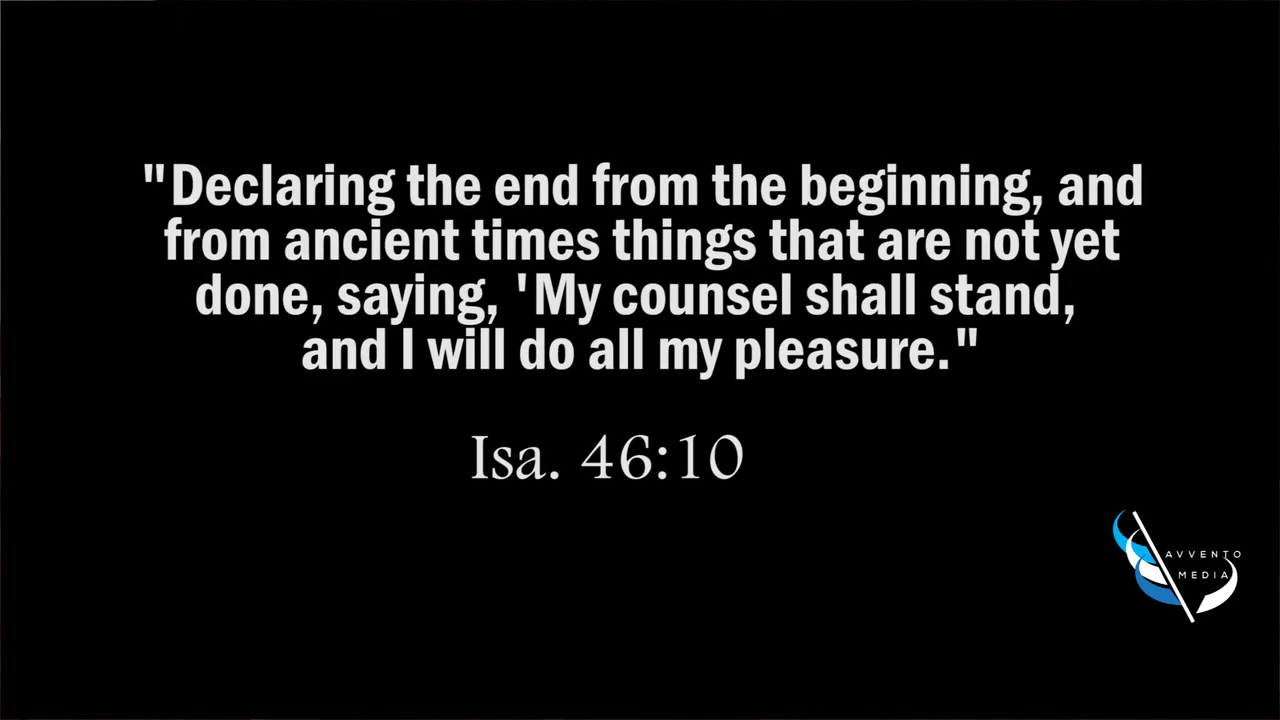 "Declaring the end from the beginning, and
from ancient times things that are not yet
done, saying, 'My counsel shall stand,
and I will do all my pleasure."
Isa. 46:10
AVVENTO
MEDIA